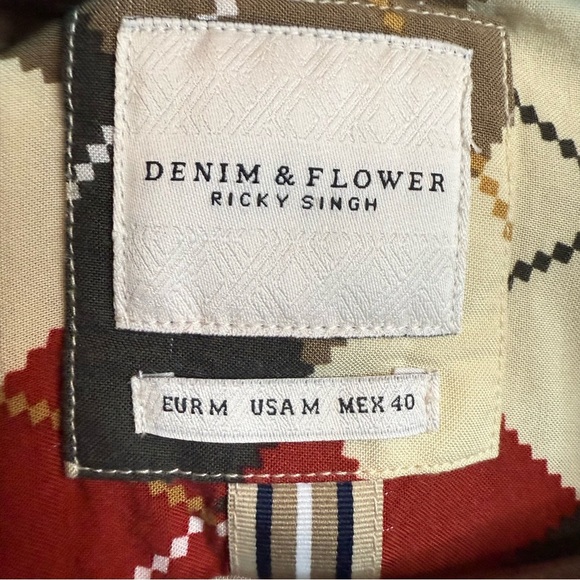 DENIM & FLOWER
RICKY SINGH
EUR M USA M MEX 40